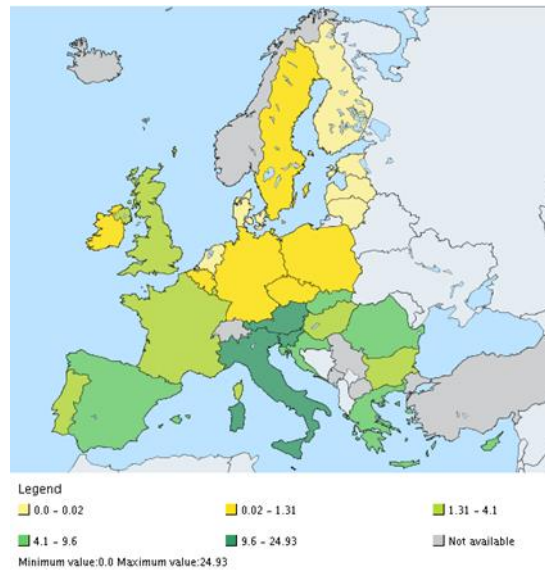 Legend
0.0 - 0.02
0.02 - 1.31
1.31 - 4.1
4.1 - 9.6
9.6 - 24.93
Not available
Minimum value:0.0 Maximum value:24.93